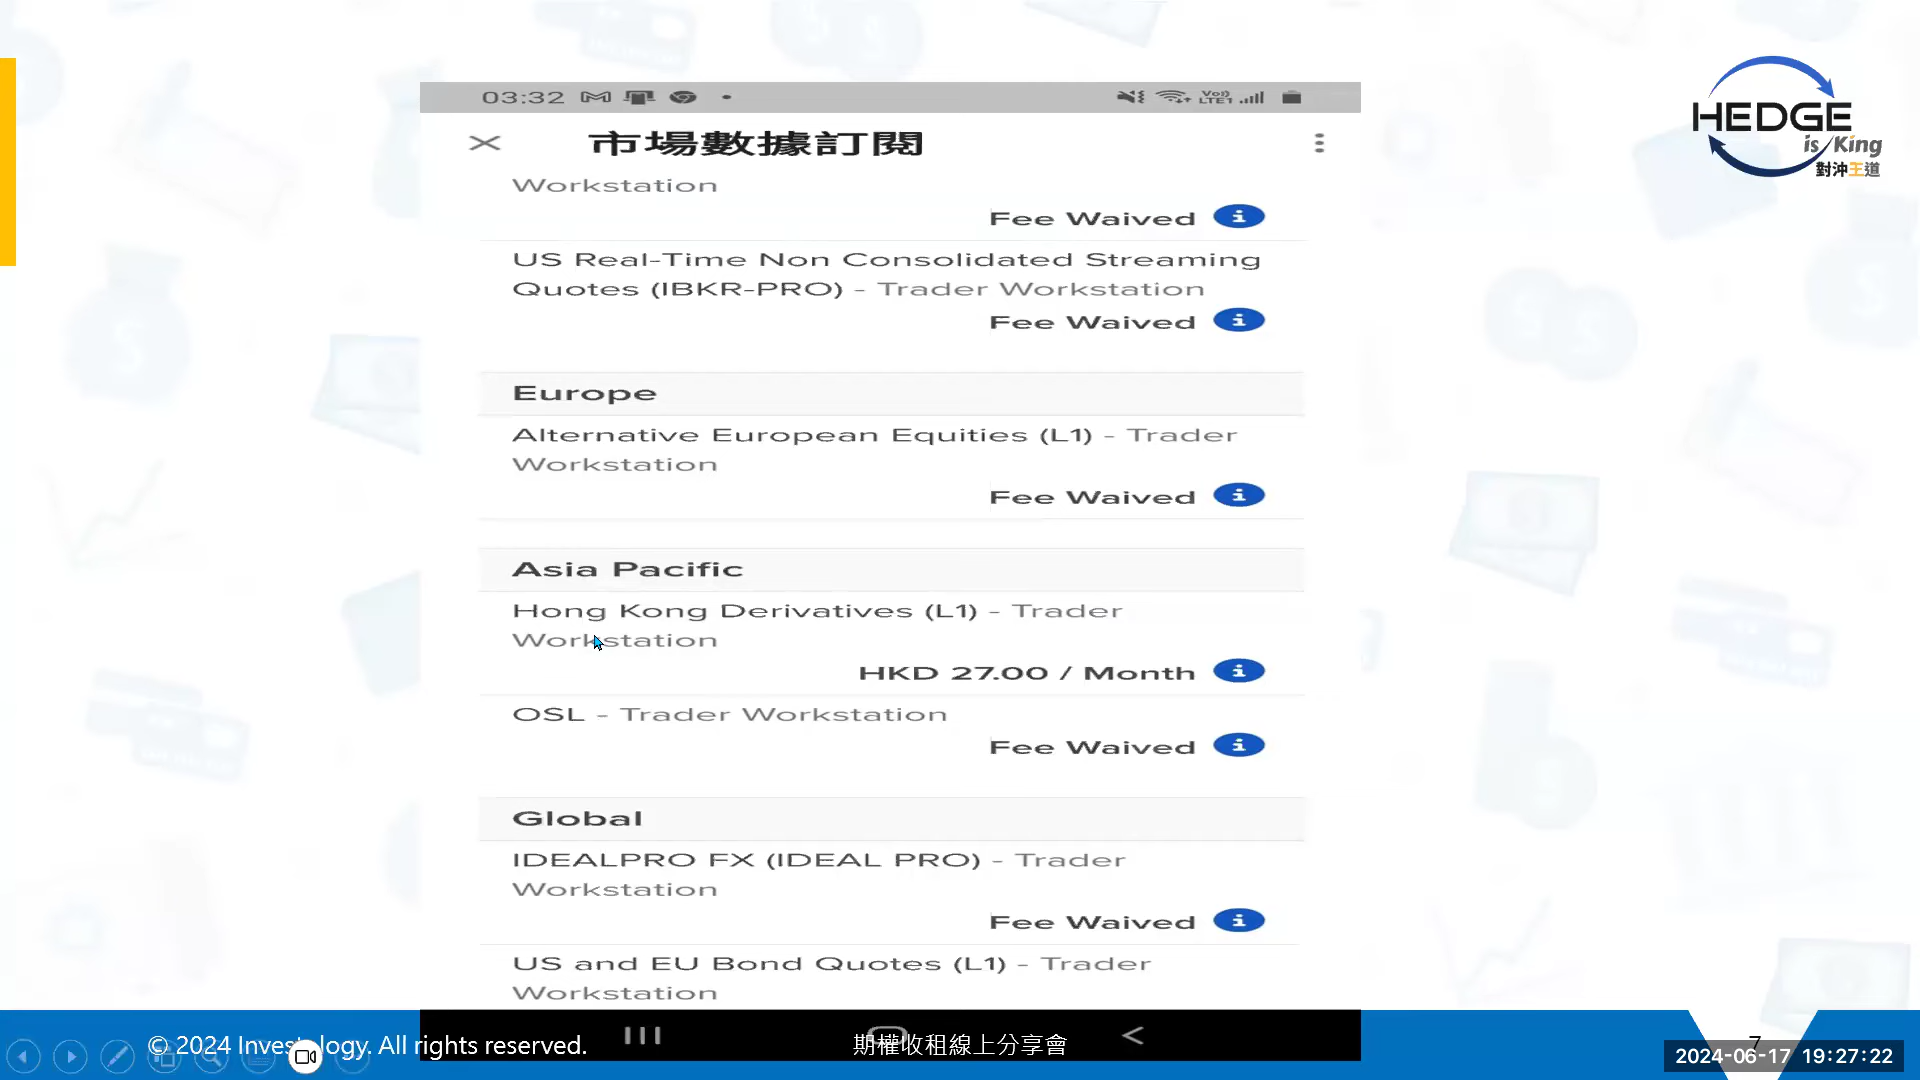 HEDGE
is King
對沖王道
03:32
Vo))
LTE1
市場數據訂閱
Workstation
Fee Waived
US Real-Time Non Consolidated Streaming
Quotes (IBKR-PRO) - Trader Workstation
Fee Waived
Europe
Alternative European Equities (L1) - Trader
Workstation
Fee Waived
Asia Pacific
Hong Kong Derivatives (L1) - Trader
Workstation
HKD 27.00 / Month
OSL - Trader Workstation
Fee Waived
Global
IDEALPRO FX (IDEAL PRO) - Trader
Workstation
Fee Waived
US and EU Bond Quotes (L1) - Trader
Workstation
© 2024 Investology. All rights reserved.
期權收租線上分享會
7
2024-06-17 19:27:22